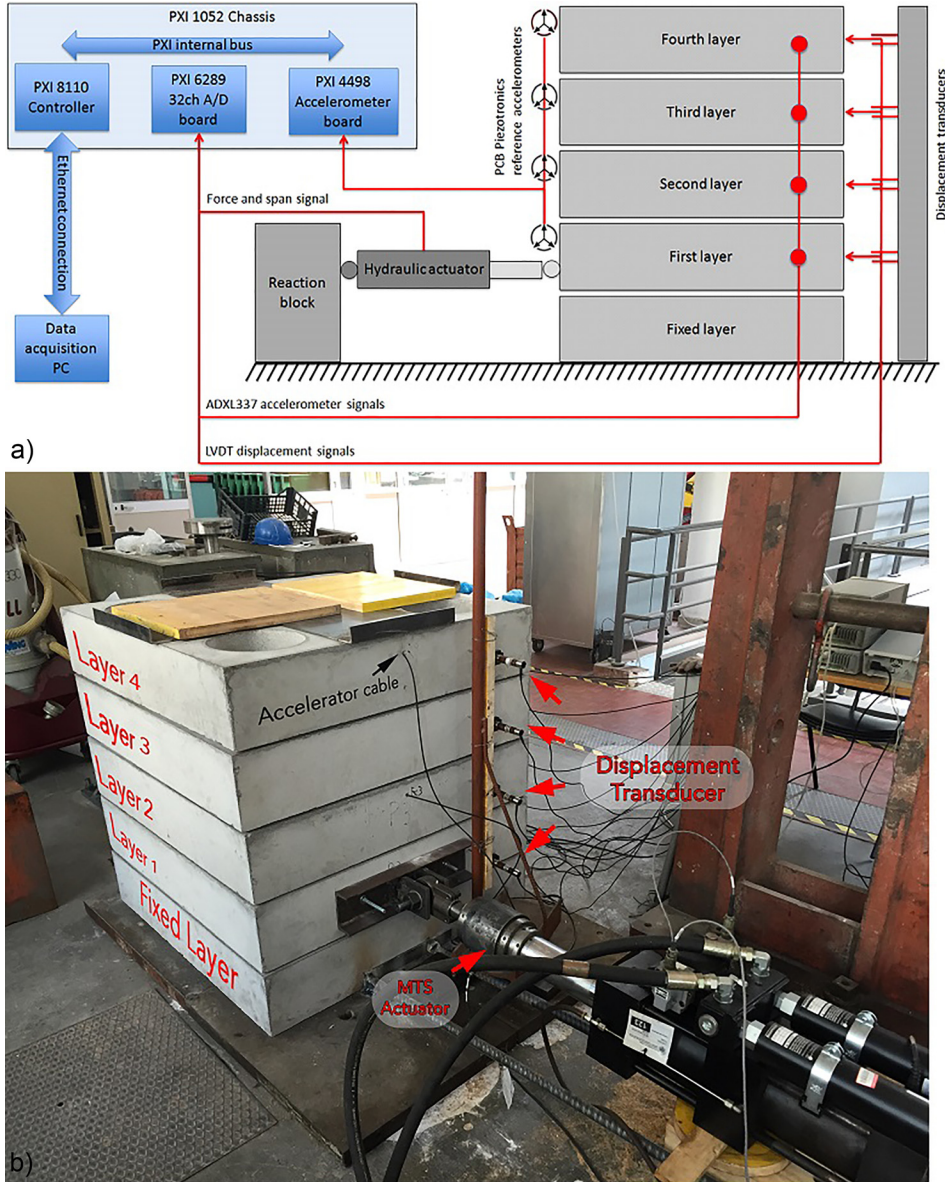 PXI 1052 Chassis
PXI internal bus
PXI 8110
Controller
PXI 6289
32ch A/D
board
PXI 4498
Accelerometer
board
Ethernet connection
Data
acquisition
PC
Force and span signal
PCB Piezotronics
reference accelerometers
Reaction
block
Hydraulic actuator
Fourth layer
Third layer
Second layer
First layer
Fixed layer
Displacement transducers
ADXL337 accelerometer signals
LVDT displacement signals
a)
Layer 4
Layer 3
Layer 2
Layer 1
Fixed Layer
Accelerator cable
Displacement
Transducer
MTS
Actuator
b)